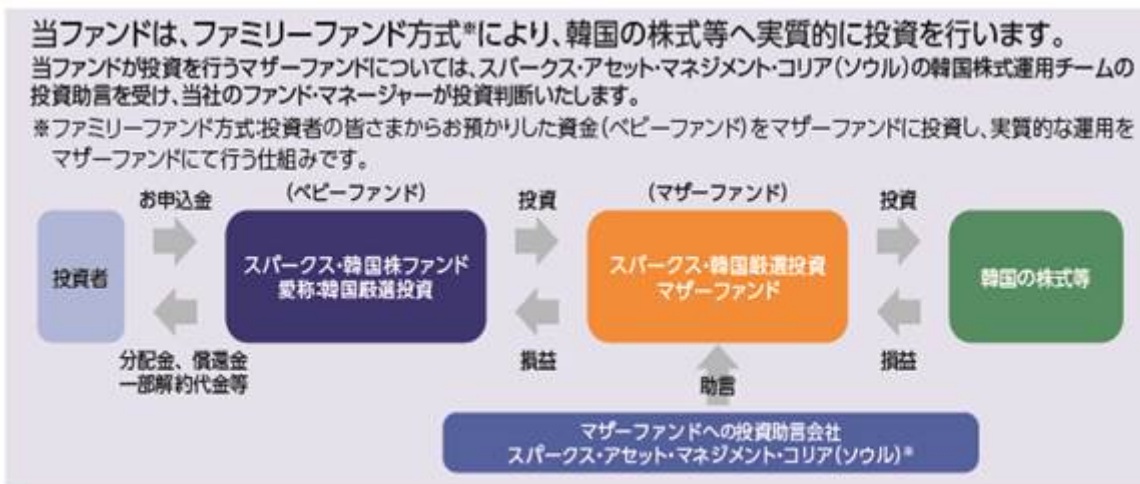 当ファンドは、ファミリーファンド方式※により、韓国の株式等へ実質的に投資を行います。
当ファンドが投資を行うマザーファンドについては、スパークス・アセット・マネジメント・コリア(ソウル)の韓国株式運用チームの
投資助言を受け、当社のファンド・マネージャーが投資判断いたします。
※ファミリーファンド方式:投資者の皆さまからお預かりした資金(ベビーファンド)をマザーファンドに投資し、実質的な運用を
マザーファンドにて行う仕組みです。
お申込金
(ベビーファンド)
投資
(マザーファンド)
投資
投資者
スパークス・韓国株ファンド
愛称:韓国厳選投資
スパークス・韓国厳選投資
マザーファンド
韓国の株式等
分配金、償還金
一部解約代金等
損益
助言
損益
マザーファンドへの投資助言会社
スパークス・アセット・マネジメント・コリア(ソウル)※